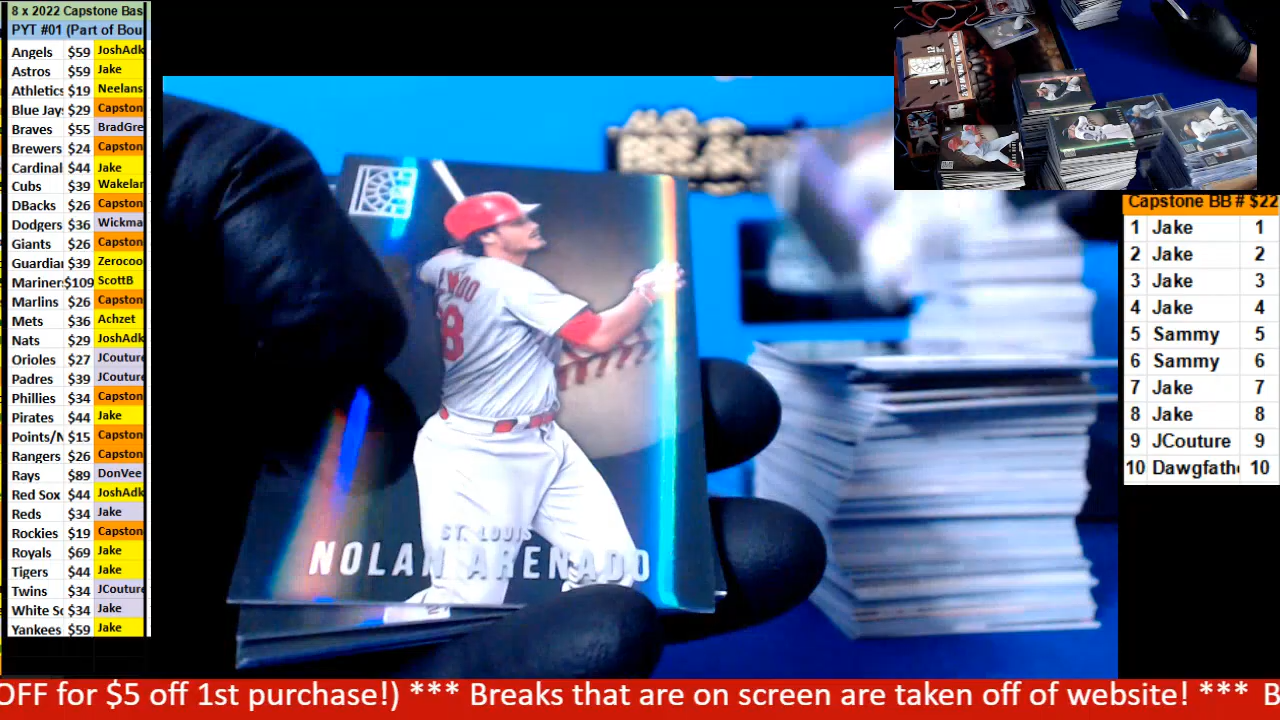 8 x 2022 Capstone Bas
PYT #01 (Part of Bou
Angels $59 JoshAdk
Astros $59 Jake
Athletics $19 Neelans
Blue Jay $29 Capston
Braves $55 BradGre
Brewers $24 Capston
Cardinal $44 Jake
Cubs $39 Wakelar
DBacks $26 Capston
Dodgers $36 Wickma
Giants $26 Capston
Guardia $39 Zerocoo
Mariner $109 ScottB
Marlins $26 Capston
Mets $36 Achzet
Nats $29 JoshAdk
Orioles $27 JCouture
Padres $39 JCouture
Phillies $34 Capston
Pirates $44 Jake
Points/N $15 Capston
Rangers $26 Capston
Rays $89 DonVee
Red Sox $44 JoshAdk
Reds $34 Jake
Rockies $19 Capston
Royals $69 Jake
Tigers $44 Jake
Twins $34 JCouture
White So $34 Jake
Yankees $59 Jake
ST. LOUIS
NOLAN ARENADO
Capstone BB # $22
1 Jake 1
2 Jake 2
3 Jake 3
4 Jake 4
5 Sammy 5
6 Sammy 6
7 Jake 7
8 Jake 8
9 JCouture 9
10 Dawgfath 10
OFF for $5 off 1st purchase!) *** Breaks that are on screen are taken off of website! *** B